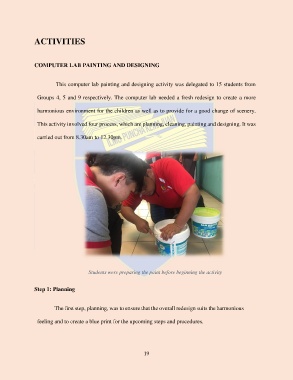 ACTIVITIES
COMPUTER LAB PAINTING AND DESIGNING
This computer lab painting and designing activity was delegated to 15 students from
Groups 4, 5 and 9 respectively. The computer lab needed a fresh redesign to create a more
harmonious environment for the children as well as to provide for a good change of scenery.
This activity involved four process, which are planning, cleaning, painting and designing. It was
carried out from 8.30am to 12.30pm.
Students were preparing the paint before beginning the activity
Step 1: Planning
The first step, planning, was to ensure that the overall redesign suits the harmonious
feeling and to create a blue print for the upcoming steps and procedures.
19